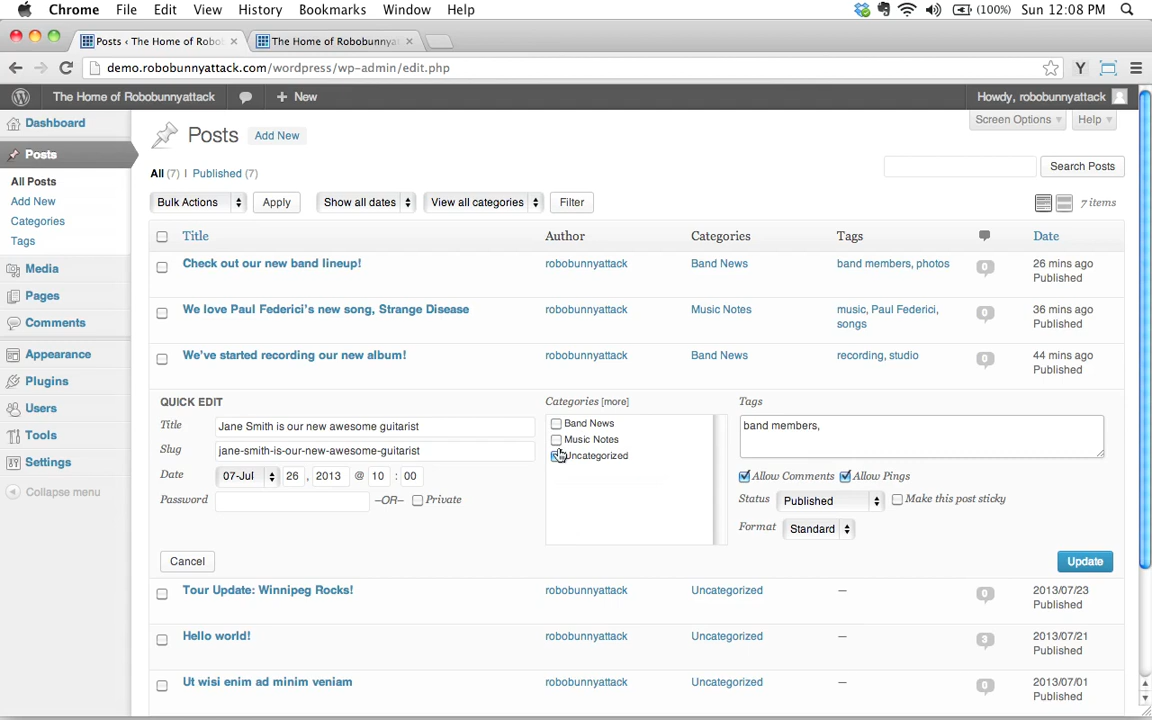 Chrome File Edit View History Bookmarks Window Help (100%) Sun 12:08 PM
Posts ‹ The Home of Robo The Home of Robobunnya
demo.robobunnyattack.com/wordpress/wp-admin/edit.php
The Home of Robobunnyattack + New Howdy, robobunnyattack
Screen Options Help
Dashboard
Posts
All Posts
Add New
Categories
Tags
Media
Pages
Comments
Appearance
Plugins
Users
Tools
Settings
Collapse menu
Posts Add New
All (7) | Published (7)
Search Posts
Bulk Actions Apply Show all dates View all categories Filter 7 items
Title Author Categories Tags Date
Check out our new band lineup! robobunnyattack Band News band members, photos 0 26 mins ago
Published
We love Paul Federici's new song, Strange Disease robobunnyattack Music Notes music, Paul Federici, 0 36 mins ago
songs Published
We've started recording our new album! robobunnyattack Band News recording, studio 0 44 mins ago
Published
QUICK EDIT
Title Jane Smith is our new awesome guitarist
Slug jane-smith-is-our-new-awesome-guitarist
Date 07-Jul 26 , 2013 @ 10 : 00
Password –OR– Private
Categories [more]
Band News
Music Notes
Uncategorized
Tags
band members,
Allow Comments Allow Pings
Status Published Make this post sticky
Format Standard
Cancel Update
Tour Update: Winnipeg Rocks! robobunnyattack Uncategorized — 0 2013/07/23
Published
Hello world! robobunnyattack Uncategorized — 3 2013/07/21
Published
Ut wisi enim ad minim veniam robobunnyattack Uncategorized — 0 2013/07/01
Published